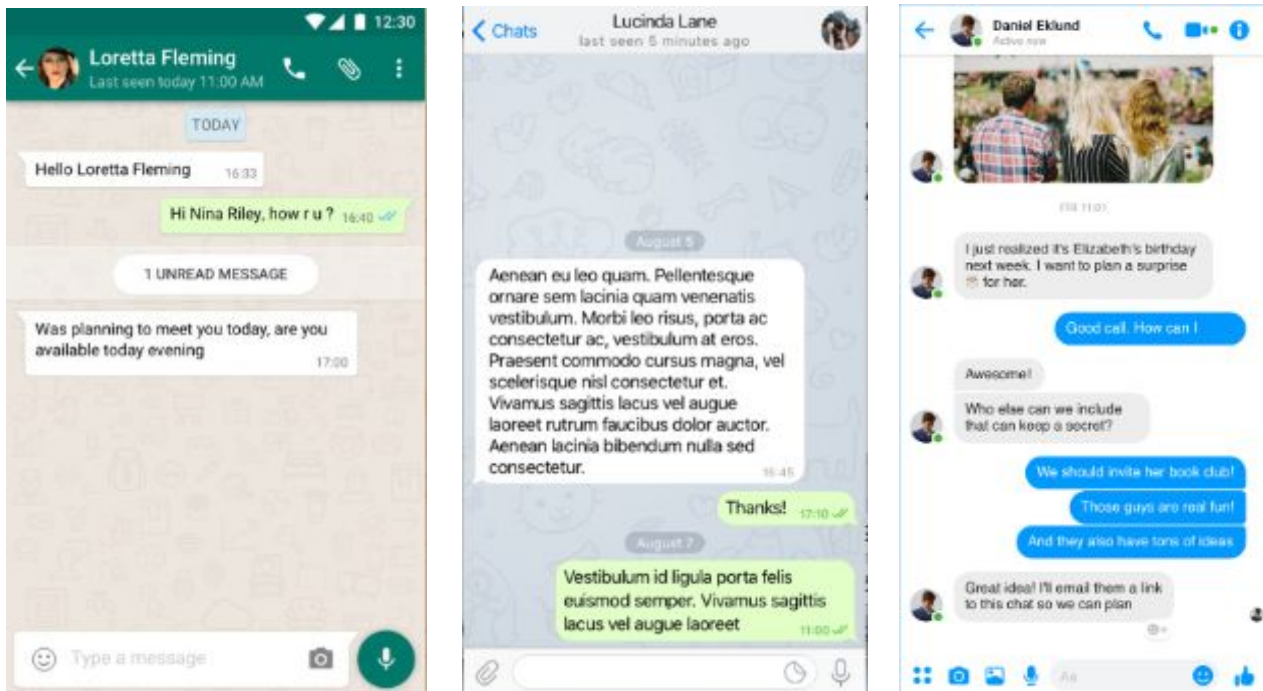 12:30
Loretta Fleming
Last seen today 11:00 AM
TODAY
Hello Loretta Fleming 16:33
Hi Nina Riley, how r u ? 16:40
1 UNREAD MESSAGE
Was planning to meet you today, are you
available today evening
17:00
Type a message
Chats
Lucinda Lane
last seen 5 minutes ago
August 5
Aenean eu leo quam. Pellentesque
ornare sem lacinia quam venenatis
vestibulum. Morbi leo risus, porta ac
consectetur ac, vestibulum at eros.
Praesent commodo cursus magna, vel
scelerisque nisl consectetur et.
Vivamus sagittis lacus vel augue
laoreet rutrum faucibus dolor auctor.
Aenean lacinia bibendum nulla sed
consectetur.
16:45
Thanks! 17:10
August 7
Vestibulum id ligula porta felis
euismod semper. Vivamus sagittis
lacus vel augue laoreet 11:00
Daniel Eklund
Active now
FRI 11:01
I just realized it's Elizabeth's birthday
next week. I want to plan a surprise
for her.
Good call. How can I
Awesome!
Who else can we include
that can keep a secret?
We should invite her book club!
Those guys are real fun!
And they also have tons of ideas
Great idea! I'll email them a link
to this chat so we can plan
Aa